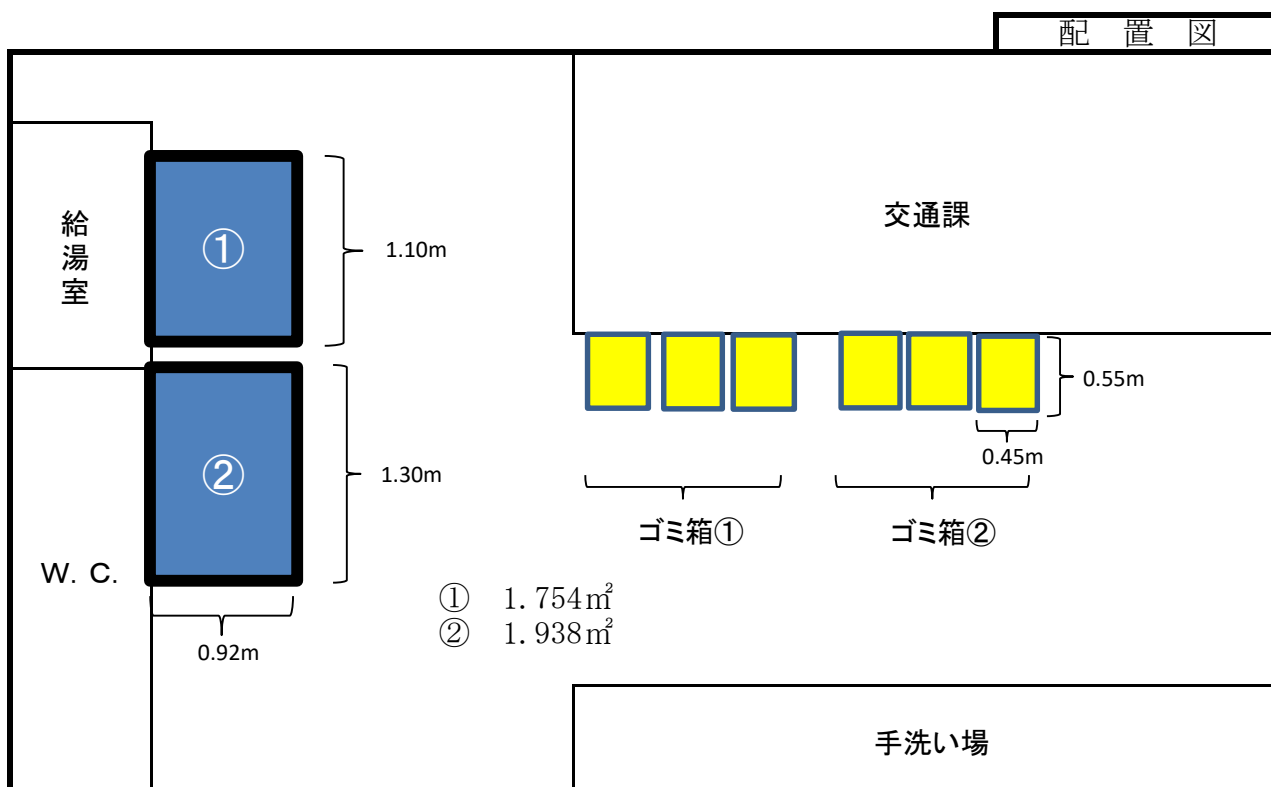 配　置　図
給湯室
①
1.10m
交通課
0.55m
0.45m
②
1.30m
ゴミ箱①
ゴミ箱②
W. C.
0.92m
①　1.754㎡
②　1.938㎡
手洗い場